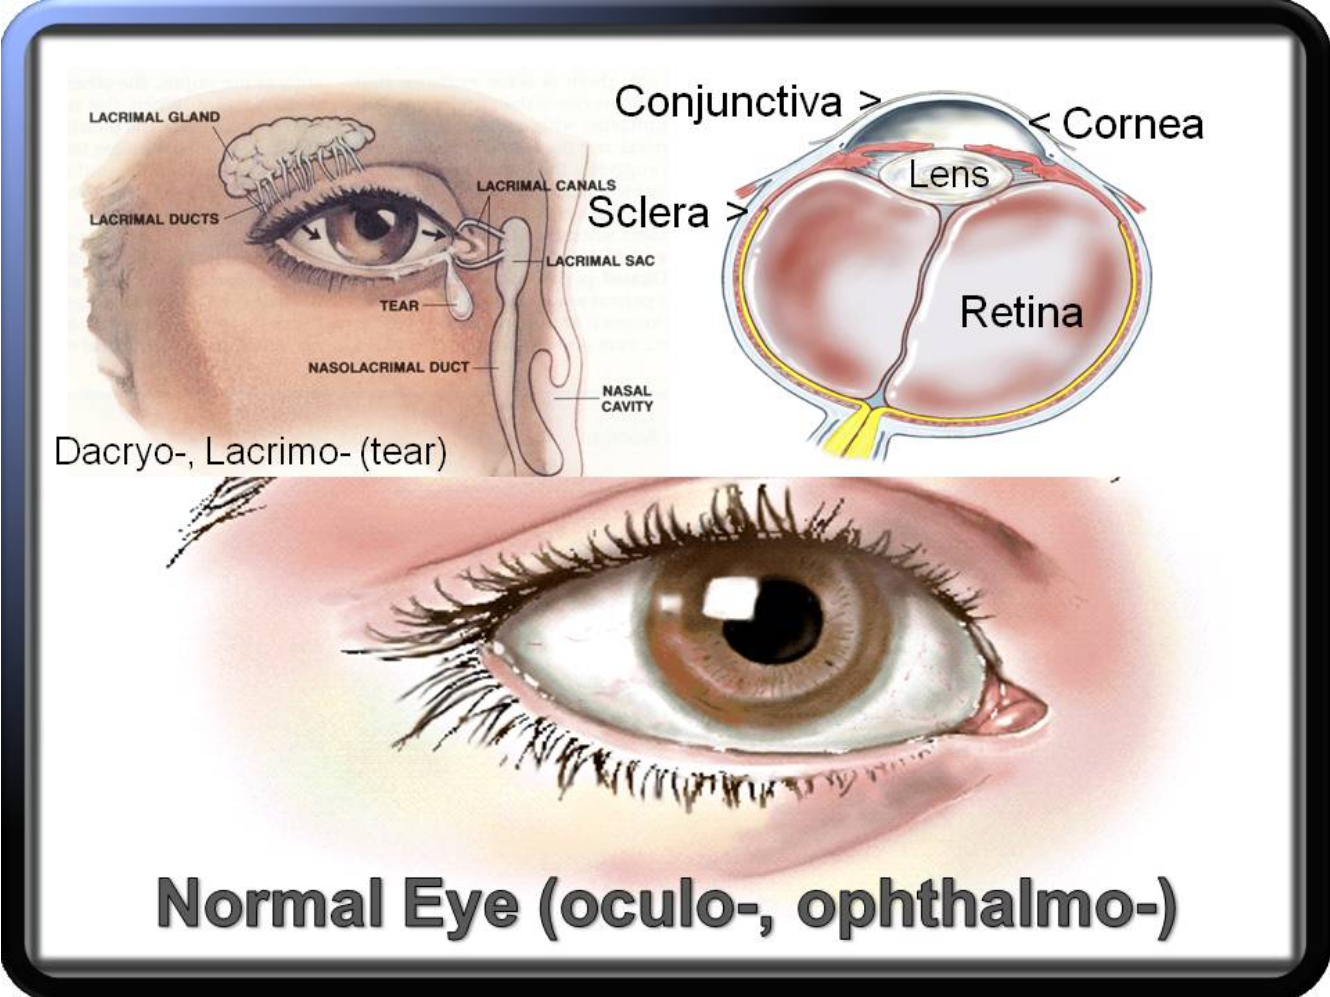 LACRIMAL GLAND
LACRIMAL DUCTS
LACRIMAL CANALS
LACRIMAL SAC
TEAR
NASOLACRIMAL DUCT
NASAL
CAVITY
Dacryo-, Lacrimo- (tear)
Conjunctiva >
< Cornea
Lens
Sclera >
Retina
Normal Eye (oculo-, ophthalmo-)